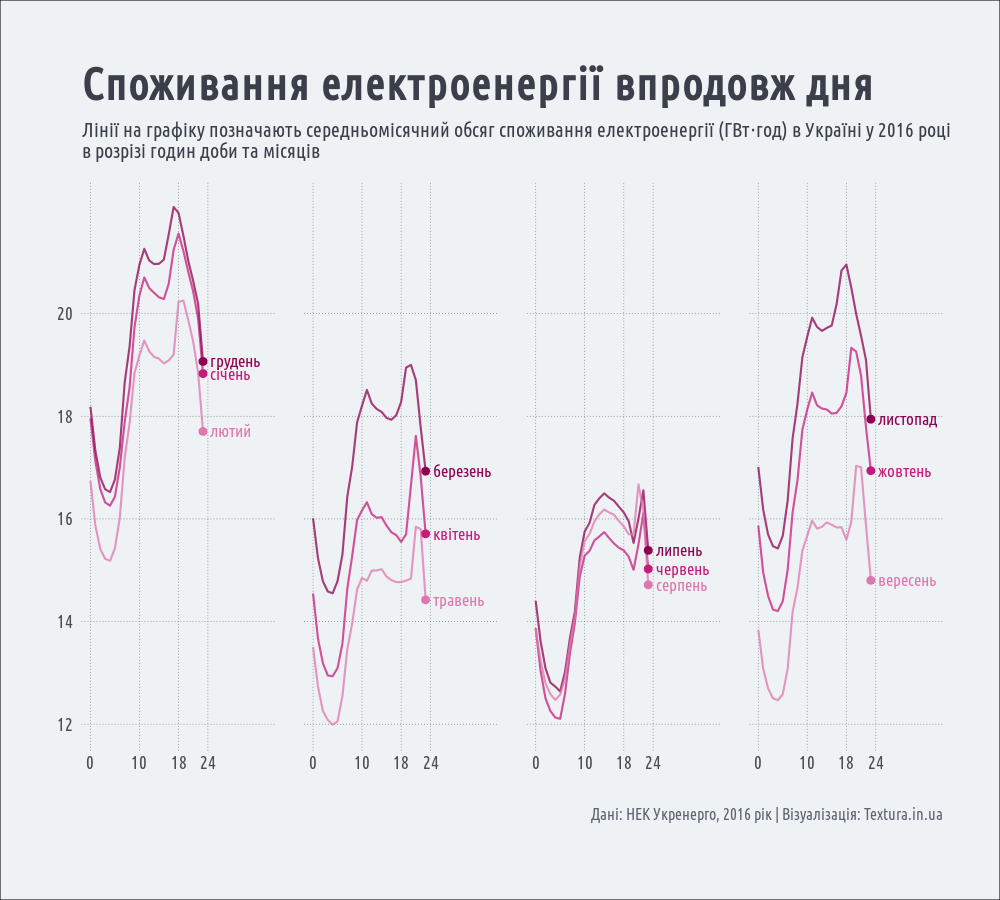 Споживання електроенергії впродовж дня
Лінії на графіку позначають середньомісячний обсяг споживання електроенергії (ГВт·год) в Україні у 2016 році
в розрізі годин доби та місяців
20
18
16
14
12
грудень
січень
лютий
березень
квітень
травень
липень
червень
серпень
листопад
жовтень
вересень
0 10 18 24
0 10 18 24
0 10 18 24
0 10 18 24
Дані: НЕК Укренерго, 2016 рік | Візуалізація: Textura.in.ua